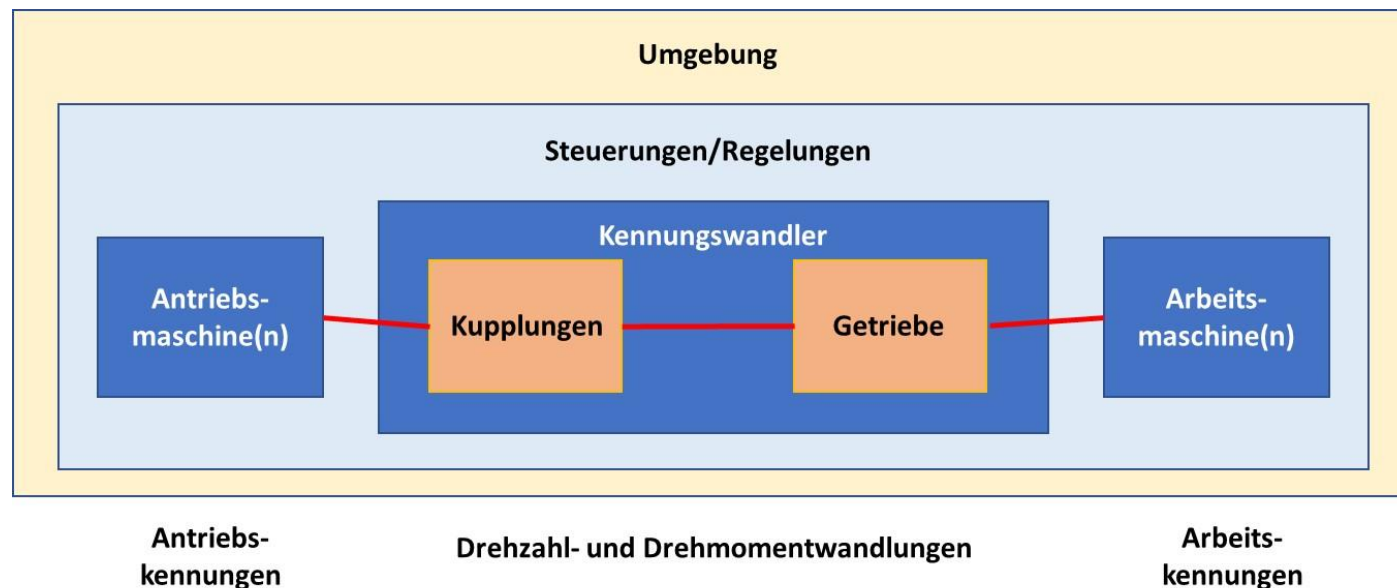 Umgebung
Steuerungen/Regelungen
Kennungswandler
Antriebs-
maschine(n)
Kupplungen
Getriebe
Arbeits-
maschine(n)
Antriebs-
kennungen
Drehzahl- und Drehmomentwandlungen
Arbeits-
kennungen